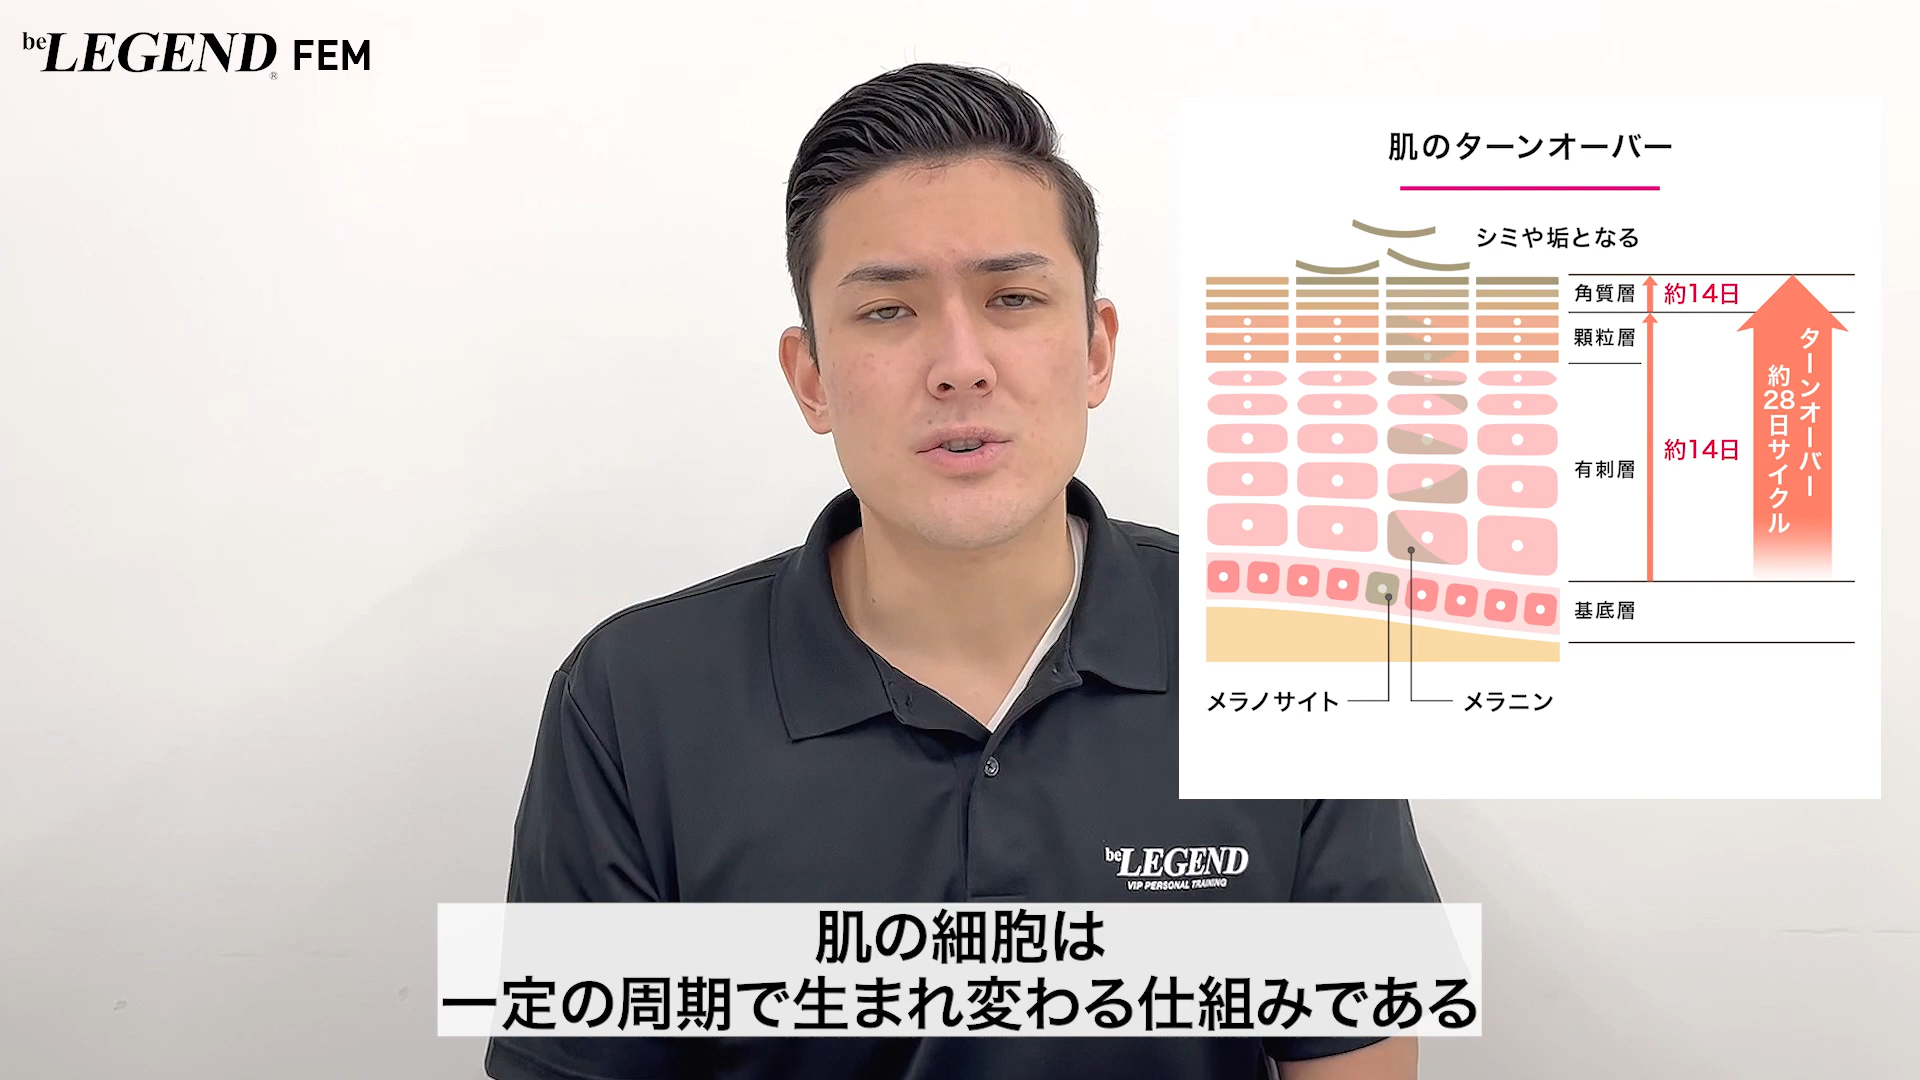 beLEGEND® FEM
肌のターンオーバー
シミや垢となる
角質層
約14日
顆粒層
有刺層
約14日
ターンオーバー
約28日サイクル
基底層
メラノサイト
メラニン
beLEGEND
VIP PERSONAL TRAINING
肌の細胞は
一定の周期で生まれ変わる仕組みである